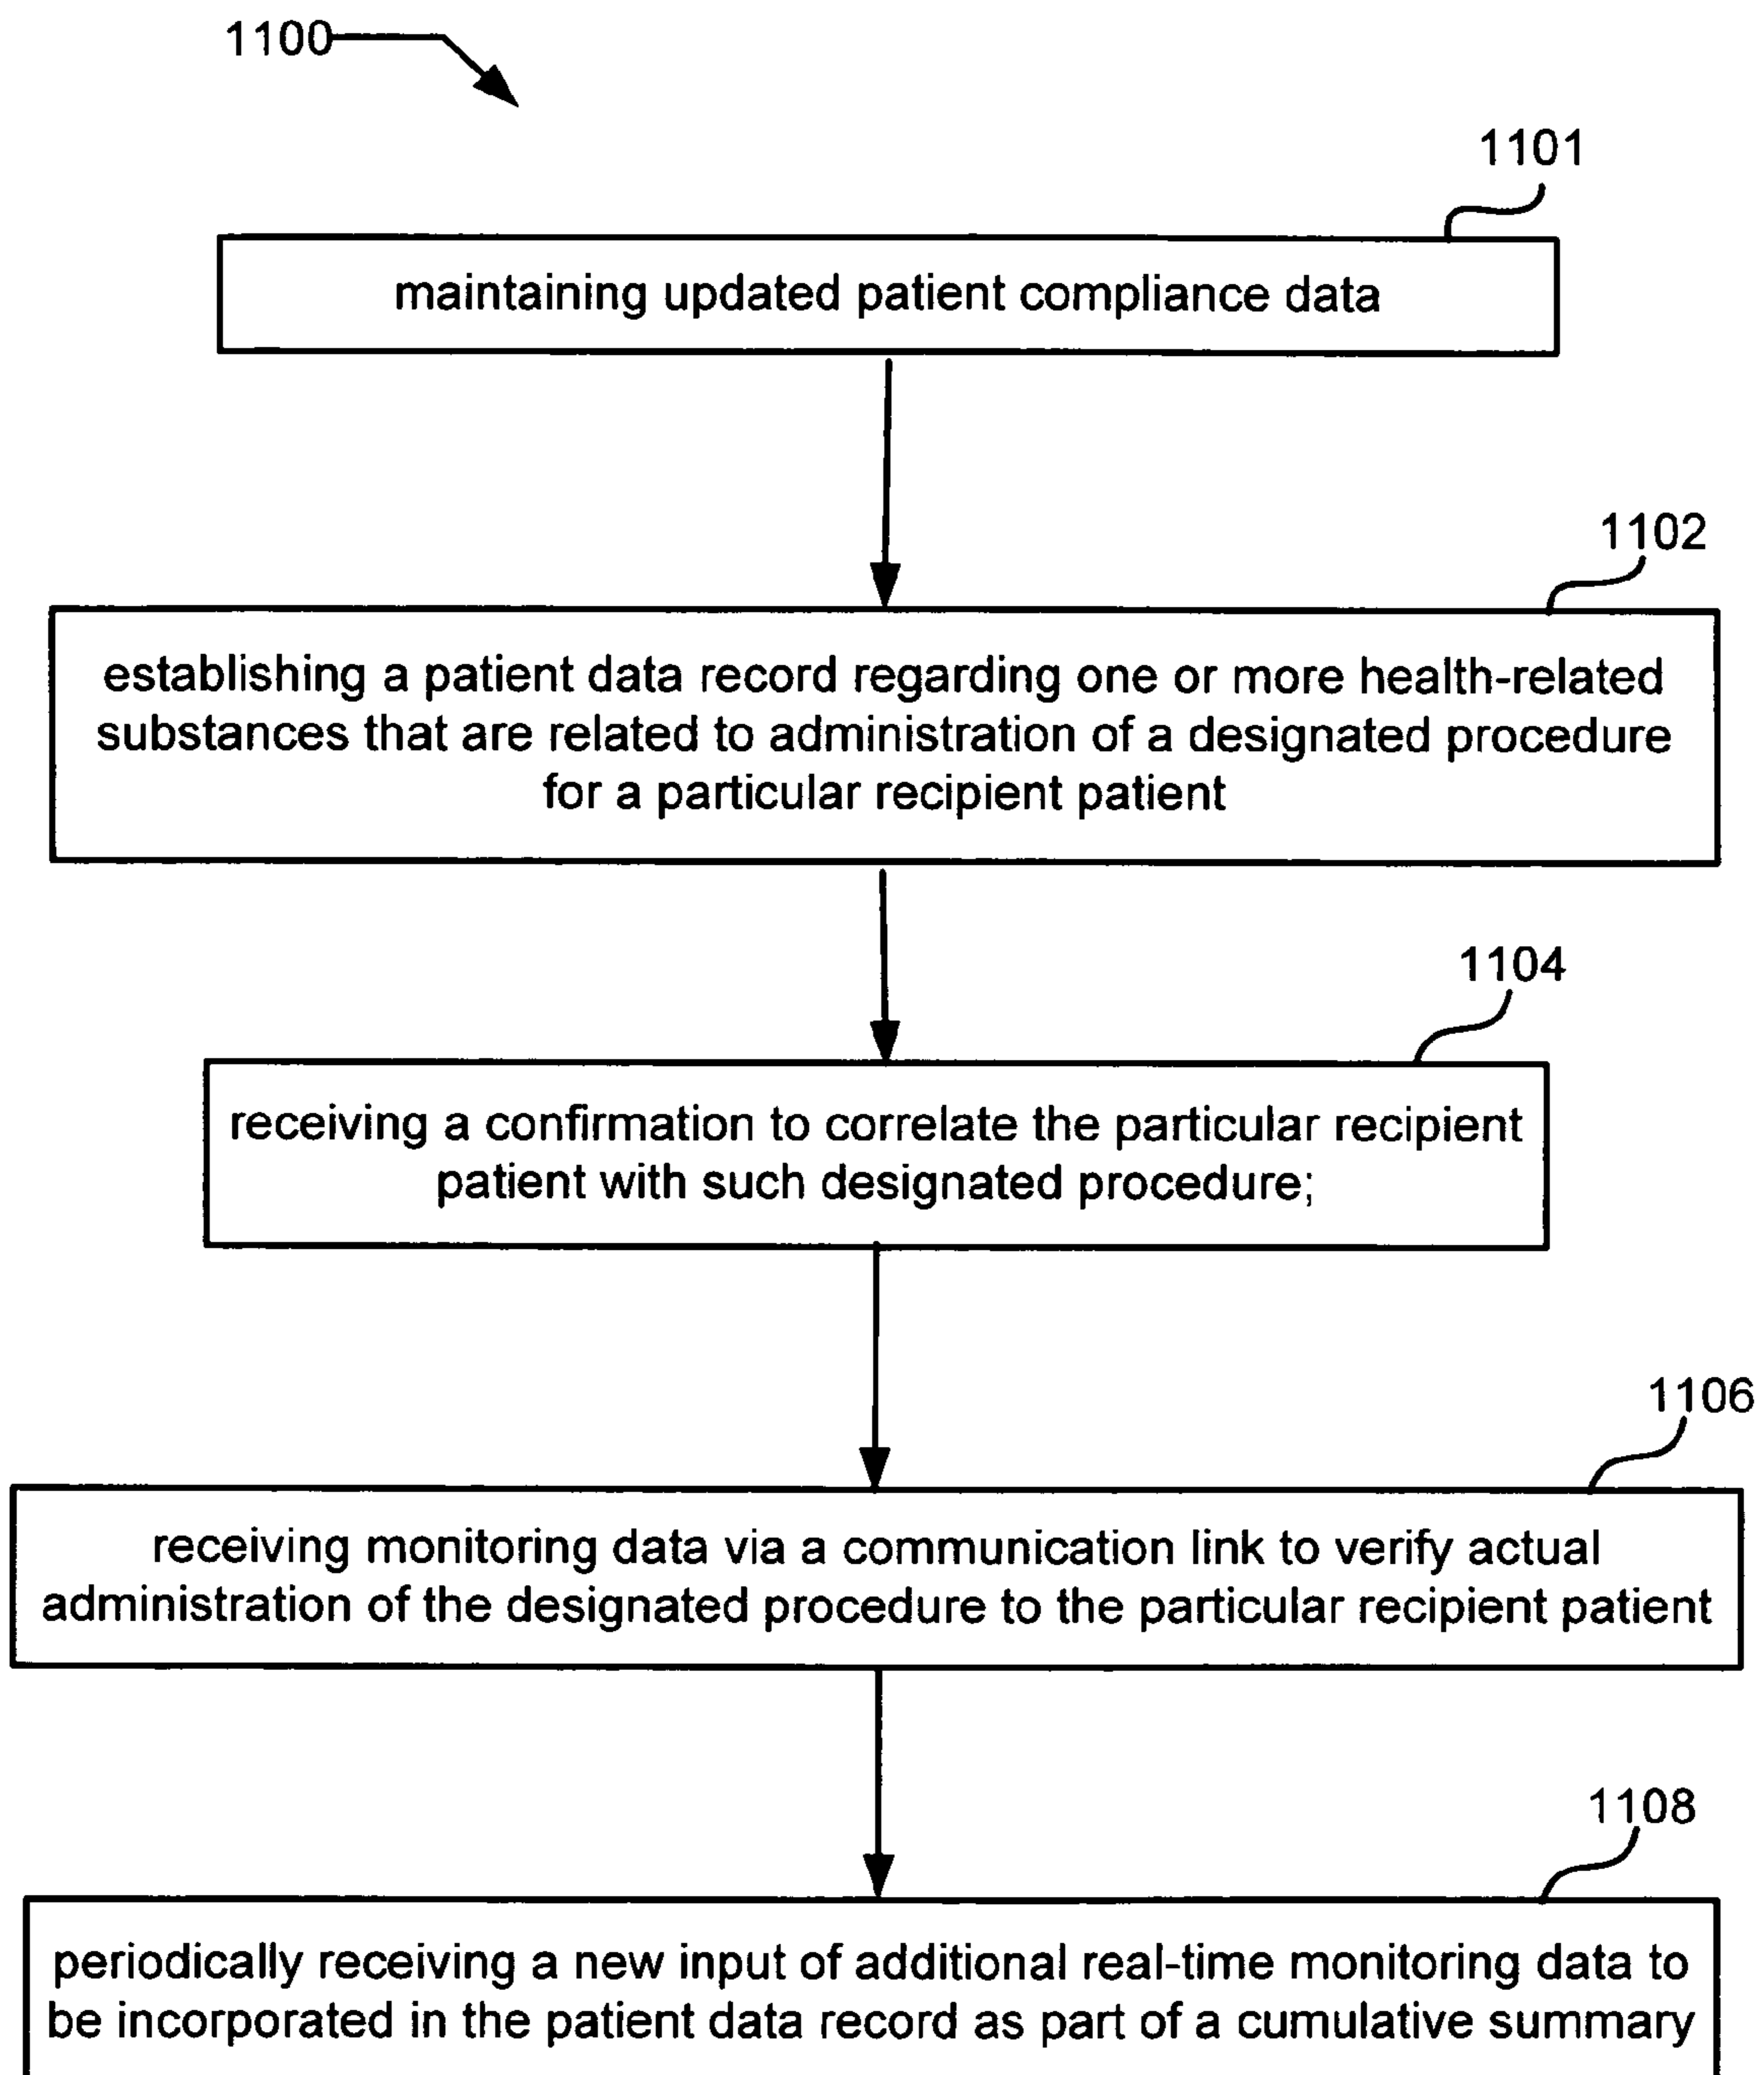 1100
1101
maintaining updated patient compliance data
1102
establishing a patient data record regarding one or more health-related
substances that are related to administration of a designated procedure
for a particular recipient patient
1104
receiving a confirmation to correlate the particular recipient
patient with such designated procedure;
1106
receiving monitoring data via a communication link to verify actual
administration of the designated procedure to the particular recipient patient
1108
periodically receiving a new input of additional real-time monitoring data to
be incorporated in the patient data record as part of a cumulative summary